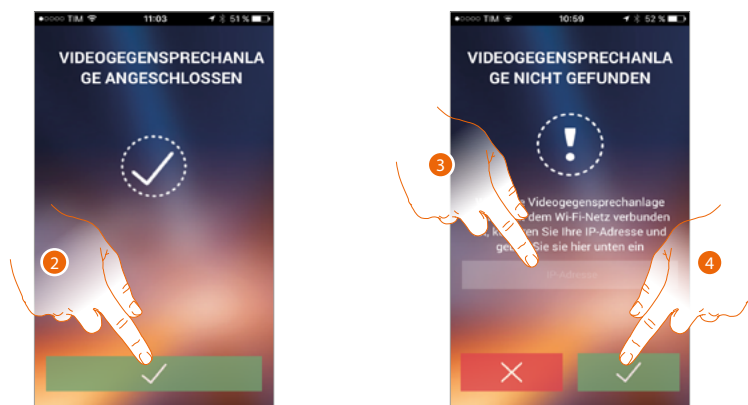 TIM 11:03 51 %
VIDEOGEGENSPRECHANLA
GE ANGESCHLOSSEN
2
TIM 10:59 52 %
VIDEOGEGENSPRECHANLA
GE NICHT GEFUNDEN
3
Videogegensprechanlage
dem Wi-Fi-Netz verbunden
Sie Ihre IP-Adresse und
Sie sie hier unten ein
IP-Adresse
4